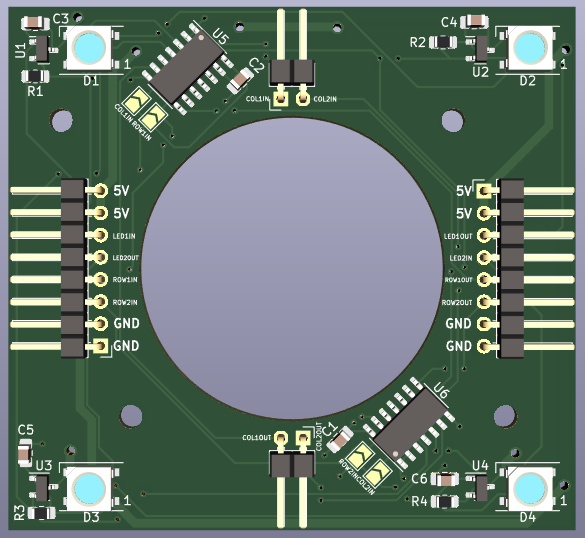 C3
U5
C4
U1
R2
U2
D1
1
C2
D2
1
R1
COL1IN
COL2IN
COL1IN
ROW1IN
5V
5V
5V
5V
LED1IN
LED1OUT
LED2OUT
LED2IN
ROW1IN
ROW1OUT
ROW2IN
ROW2OUT
GND
GND
GND
GND
U6
C5
COL1OUT
COL2OUT
C1
U3
ROW2IN
COL2IN
C6
U4
R3
D3
1
R4
D4
1